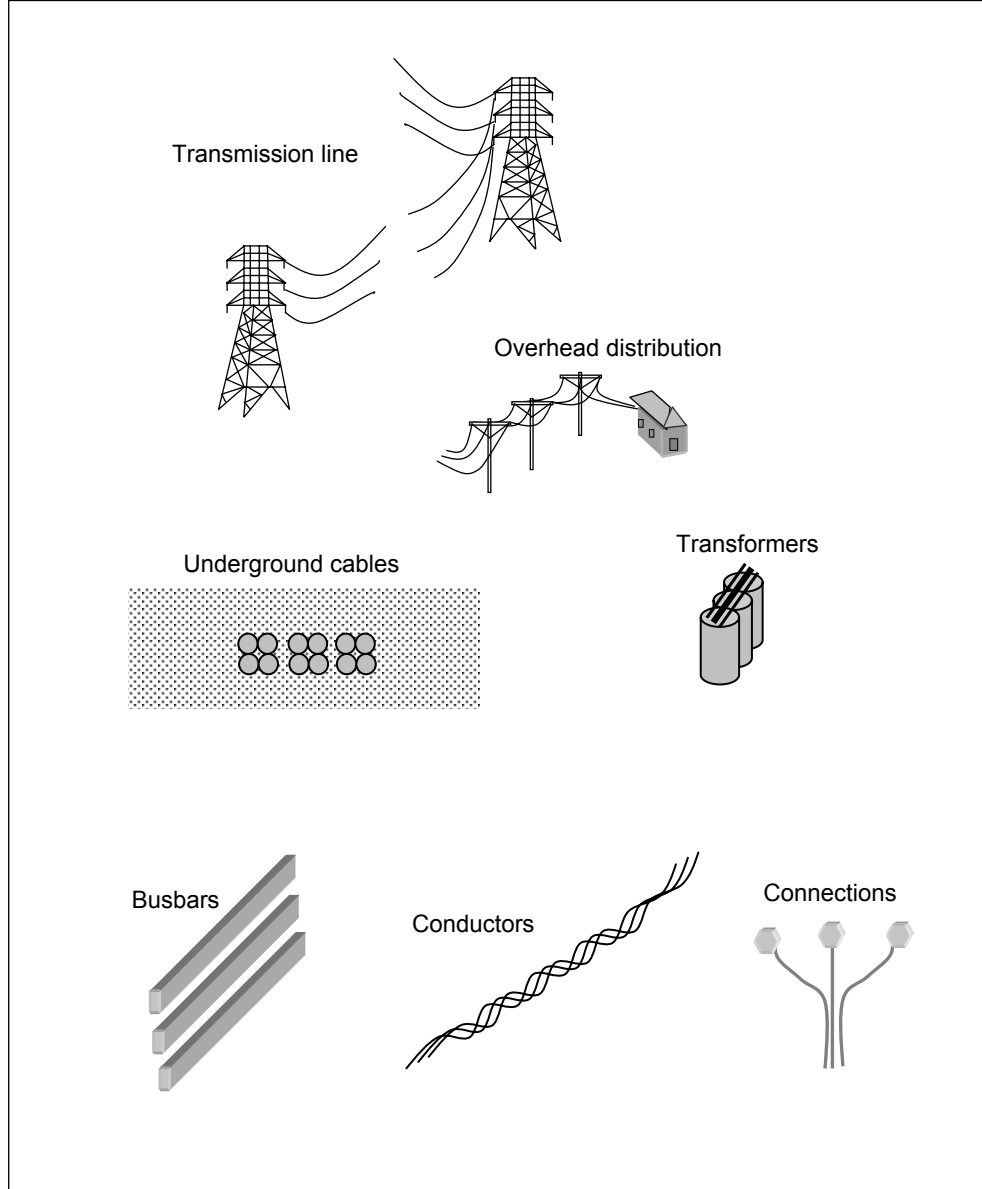 Transmission line
Overhead distribution
Underground cables
Transformers
Busbars
Conductors
Connections